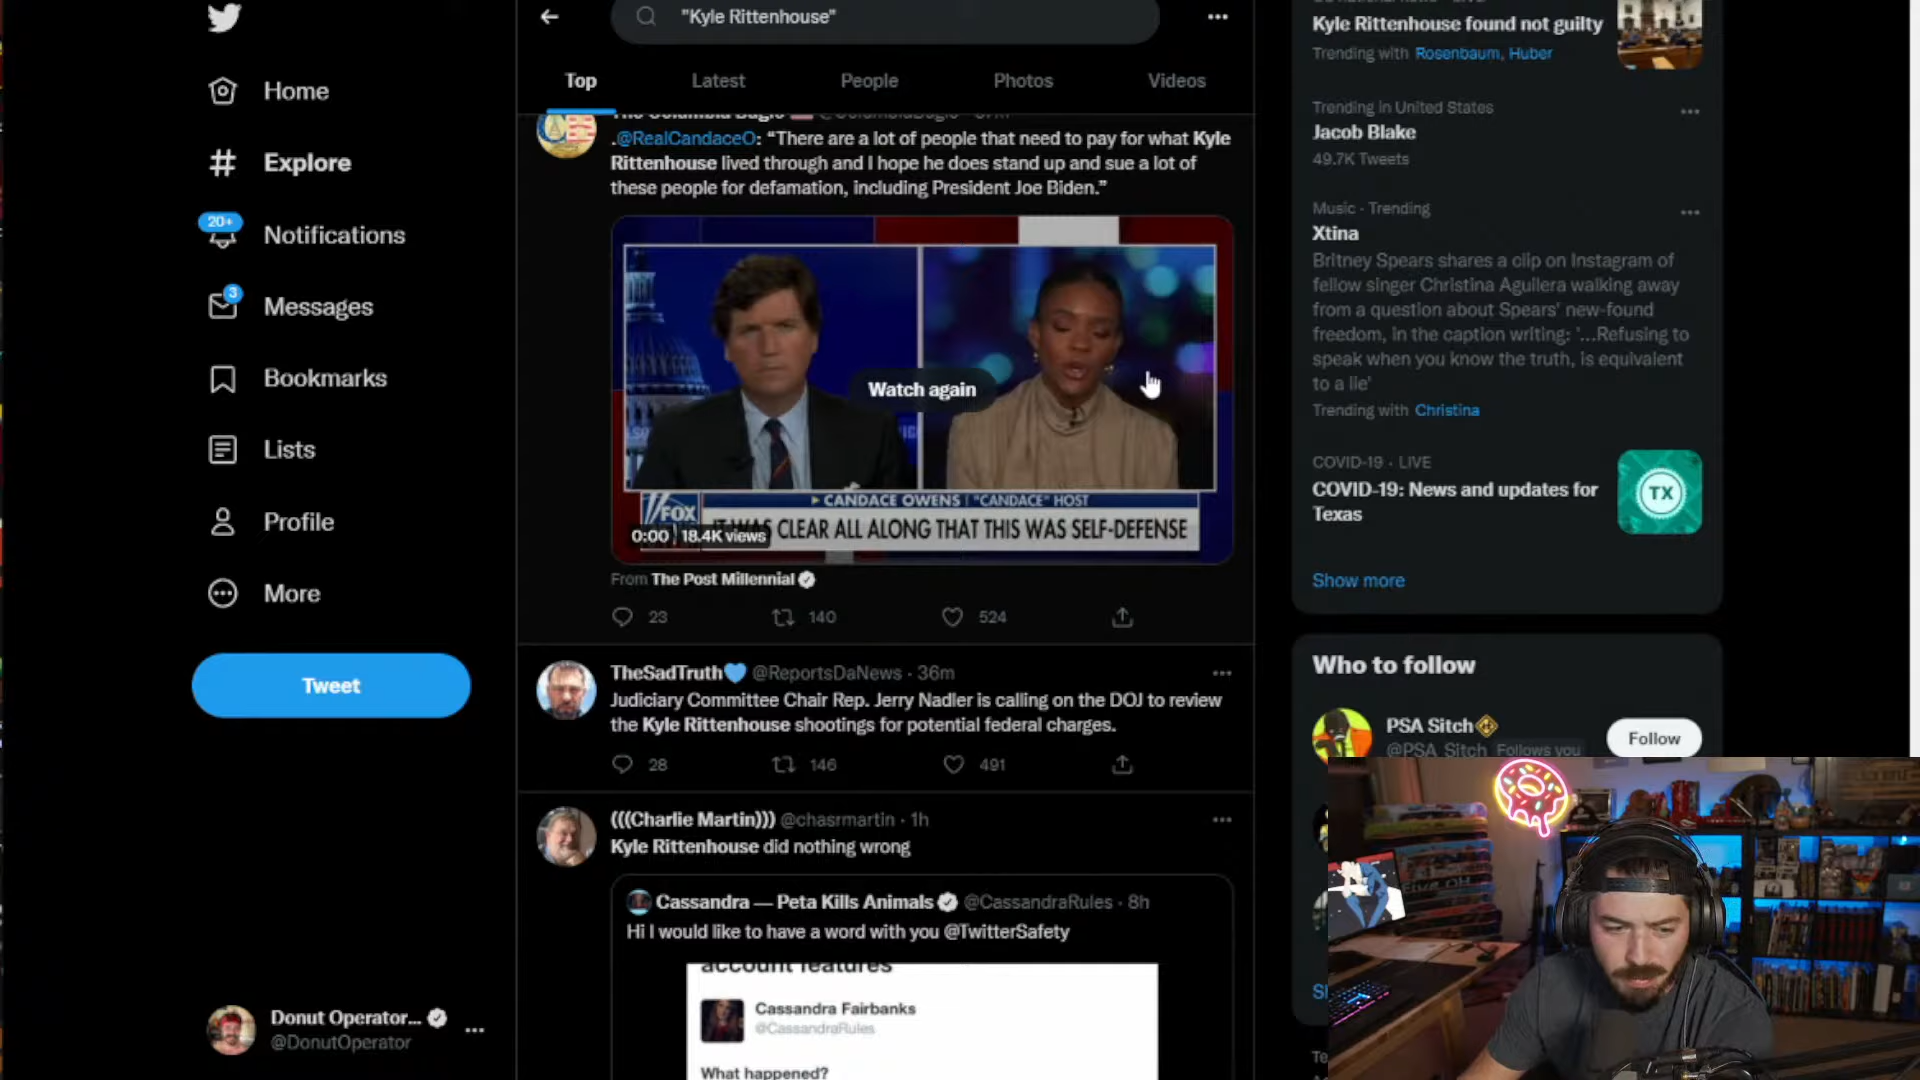 "Kyle Rittenhouse"
Top
Latest
People
Photos
Videos
Home
Explore
20+
Notifications
3
Messages
Bookmarks
Lists
Profile
More
Tweet
Donut Operator...
@DonutOperator
.@RealCandaceO: “There are a lot of people that need to pay for what Kyle
Rittenhouse lived through and I hope he does stand up and sue a lot of
these people for defamation, including President Joe Biden.”
Watch again
CANDACE OWENS | "CANDACE" HOST
FOX
IT WAS CLEAR ALL ALONG THAT THIS WAS SELF-DEFENSE
0:00 18.4K views
From The Post Millennial
23 140 524
TheSadTruth @ReportsDaNews · 36m
Judiciary Committee Chair Rep. Jerry Nadler is calling on the DOJ to review
the Kyle Rittenhouse shootings for potential federal charges.
28 146 491
(((Charlie Martin))) @chasrmartin · 1h
Kyle Rittenhouse did nothing wrong
Cassandra — Peta Kills Animals @CassandraRules · 8h
Hi I would like to have a word with you @TwitterSafety
account features
Cassandra Fairbanks
@CassandraRules
What happened?
Kyle Rittenhouse found not guilty
Trending with Rosenbaum, Huber
Trending in United States
Jacob Blake
49.7K Tweets
Music · Trending
Xtina
Britney Spears shares a clip on Instagram of
fellow singer Christina Aguilera walking away
from a question about Spears' new-found
freedom, in the caption writing: '...Refusing to
speak when you know the truth, is equivalent
to a lie'
Trending with Christina
COVID-19 · LIVE
COVID-19: News and updates for
Texas
TX
Show more
Who to follow
PSA Sitch
@PSA_Sitch Follows you
Follow